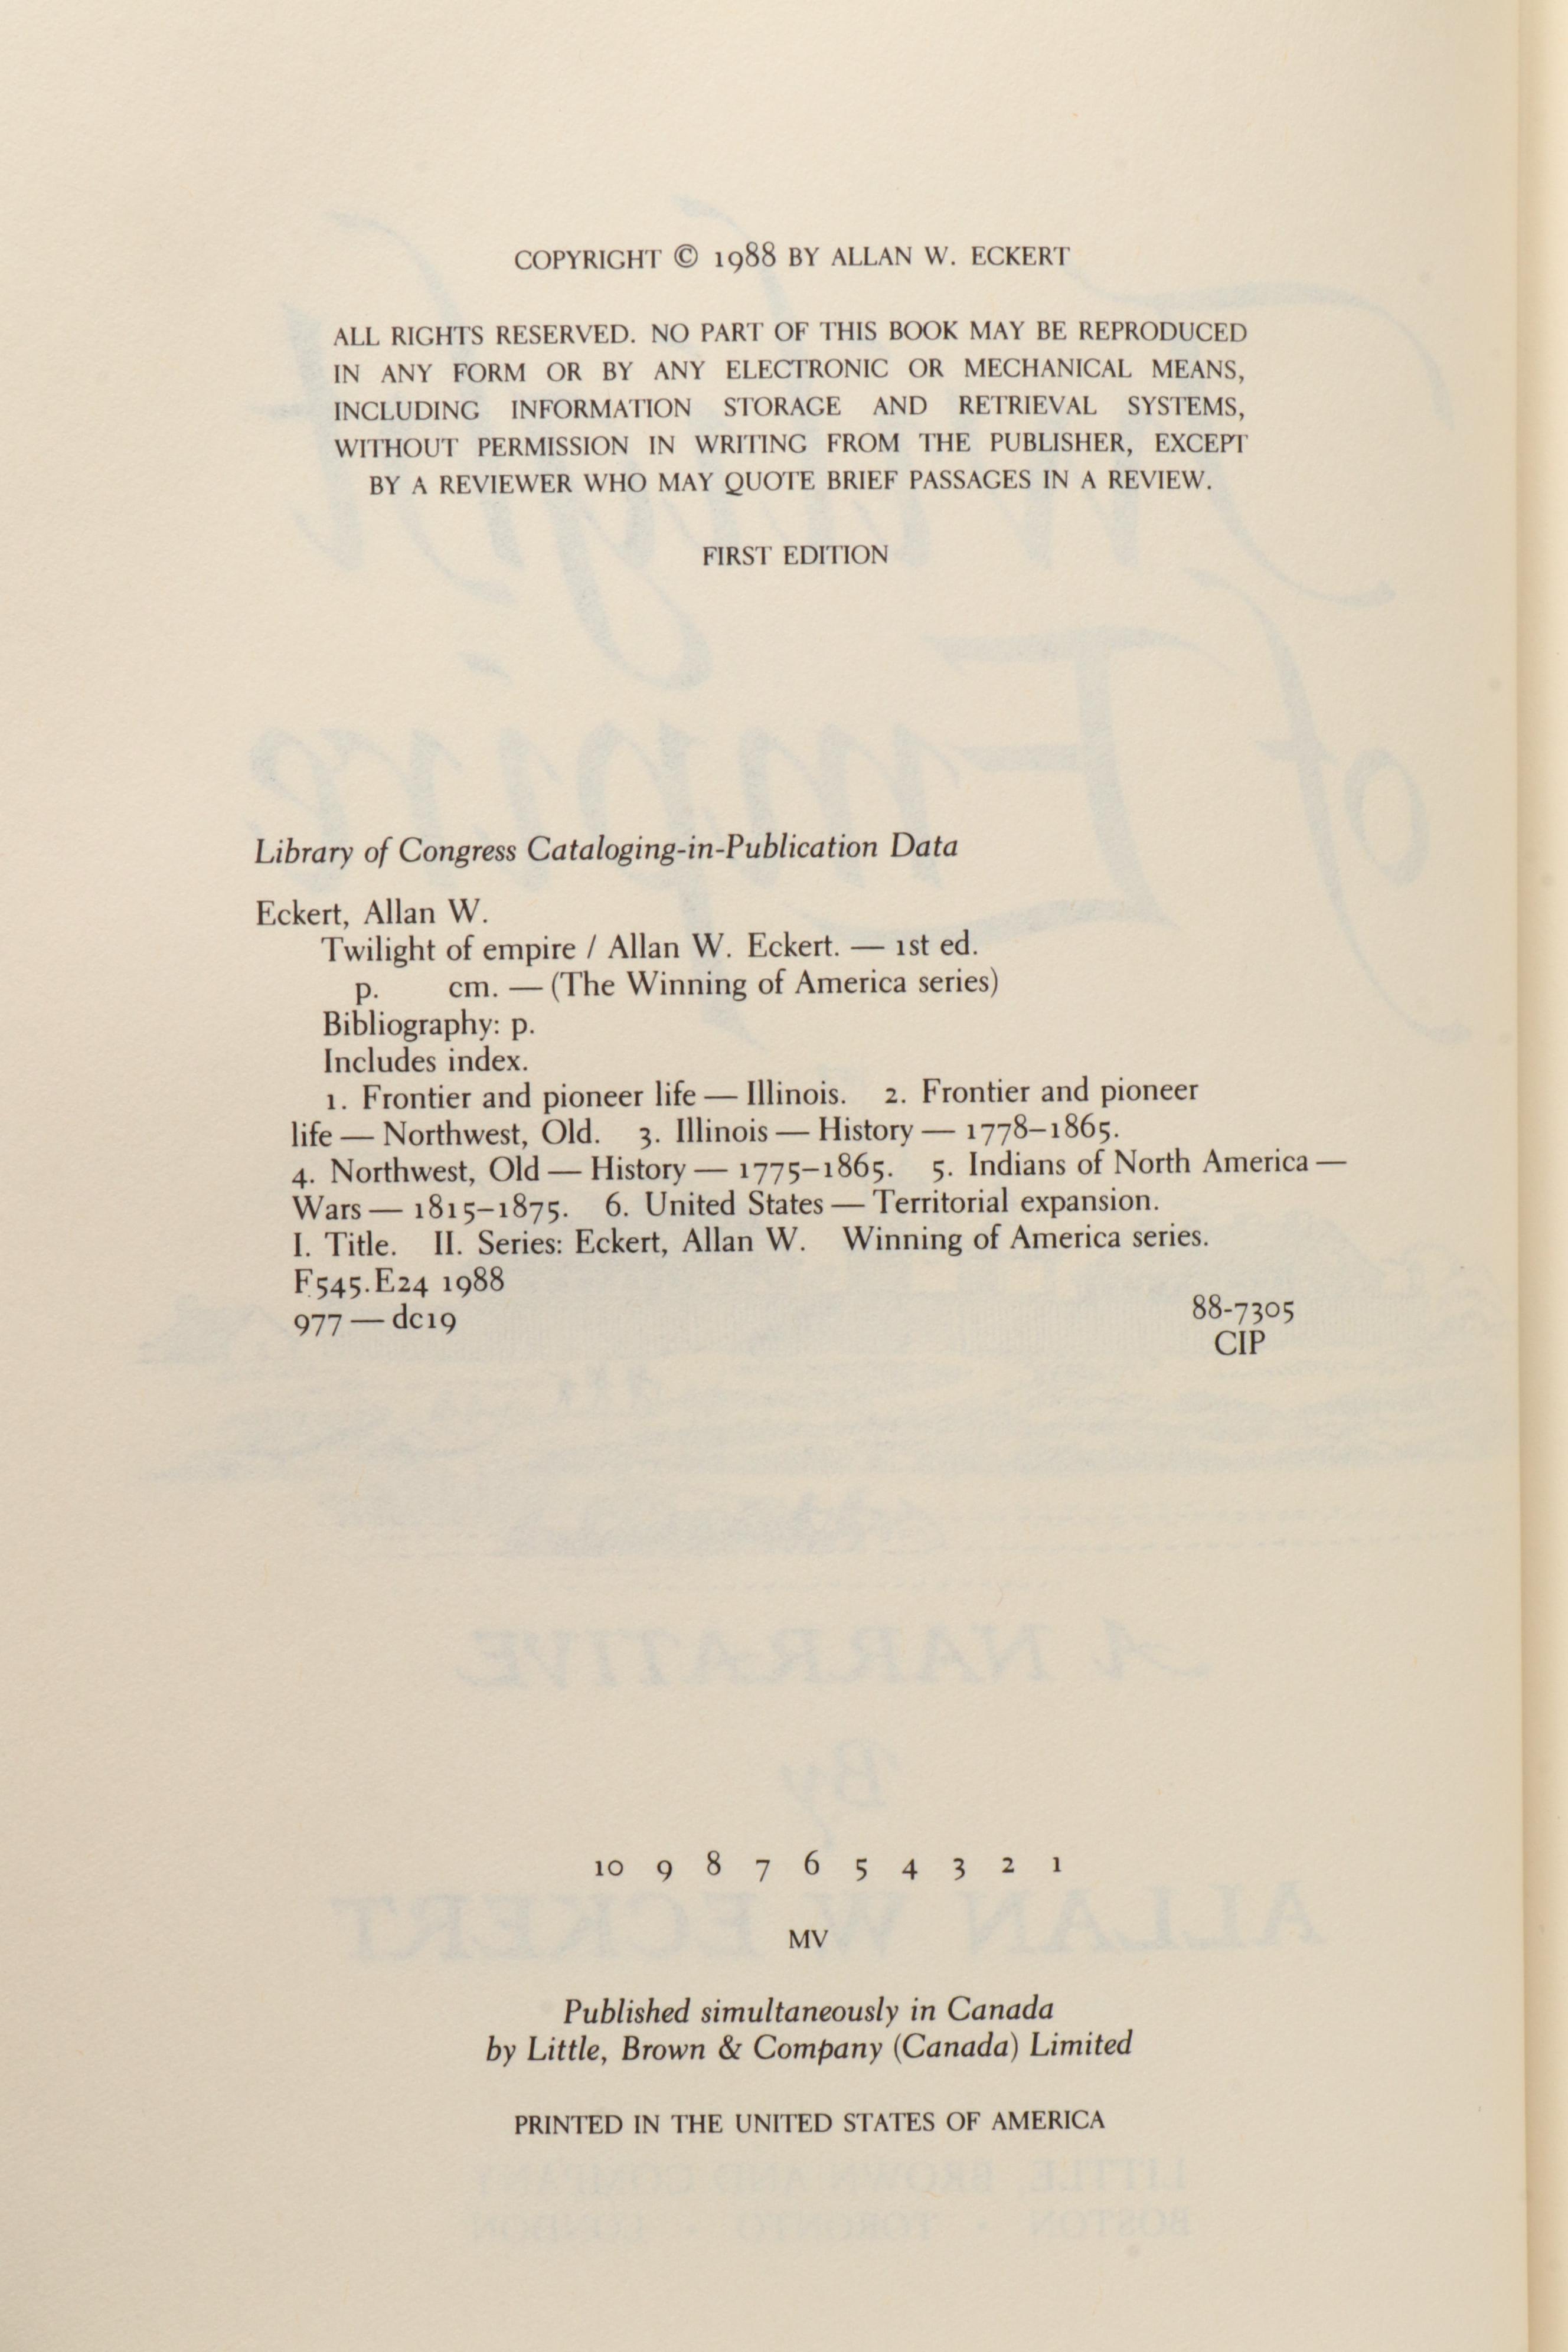 COPYRIGHT © 1988 BY ALLAN W. ECKERT
ALL RIGHTS RESERVED. NO PART OF THIS BOOK MAY BE REPRODUCED
IN ANY FORM OR BY ANY ELECTRONIC OR MECHANICAL MEANS,
INCLUDING INFORMATION STORAGE AND RETRIEVAL SYSTEMS,
WITHOUT PERMISSION IN WRITING FROM THE PUBLISHER, EXCEPT
BY A REVIEWER WHO MAY QUOTE BRIEF PASSAGES IN A REVIEW.
FIRST EDITION
Library of Congress Cataloging-in-Publication Data
Eckert, Allan W.
Twilight of empire / Allan W. Eckert. — 1st ed.
p. cm. — (The Winning of America series)
Bibliography: p.
Includes index.
1. Frontier and pioneer life — Illinois. 2. Frontier and pioneer
life — Northwest, Old. 3. Illinois — History — 1778–1865.
4. Northwest, Old — History — 1775–1865. 5. Indians of North America —
Wars — 1815–1875. 6. United States — Territorial expansion.
I. Title. II. Series: Eckert, Allan W. Winning of America series.
F545.E24 1988
977 — dc19
88-7305
CIP
10 9 8 7 6 5 4 3 2 1
MV
Published simultaneously in Canada
by Little, Brown & Company (Canada) Limited
PRINTED IN THE UNITED STATES OF AMERICA